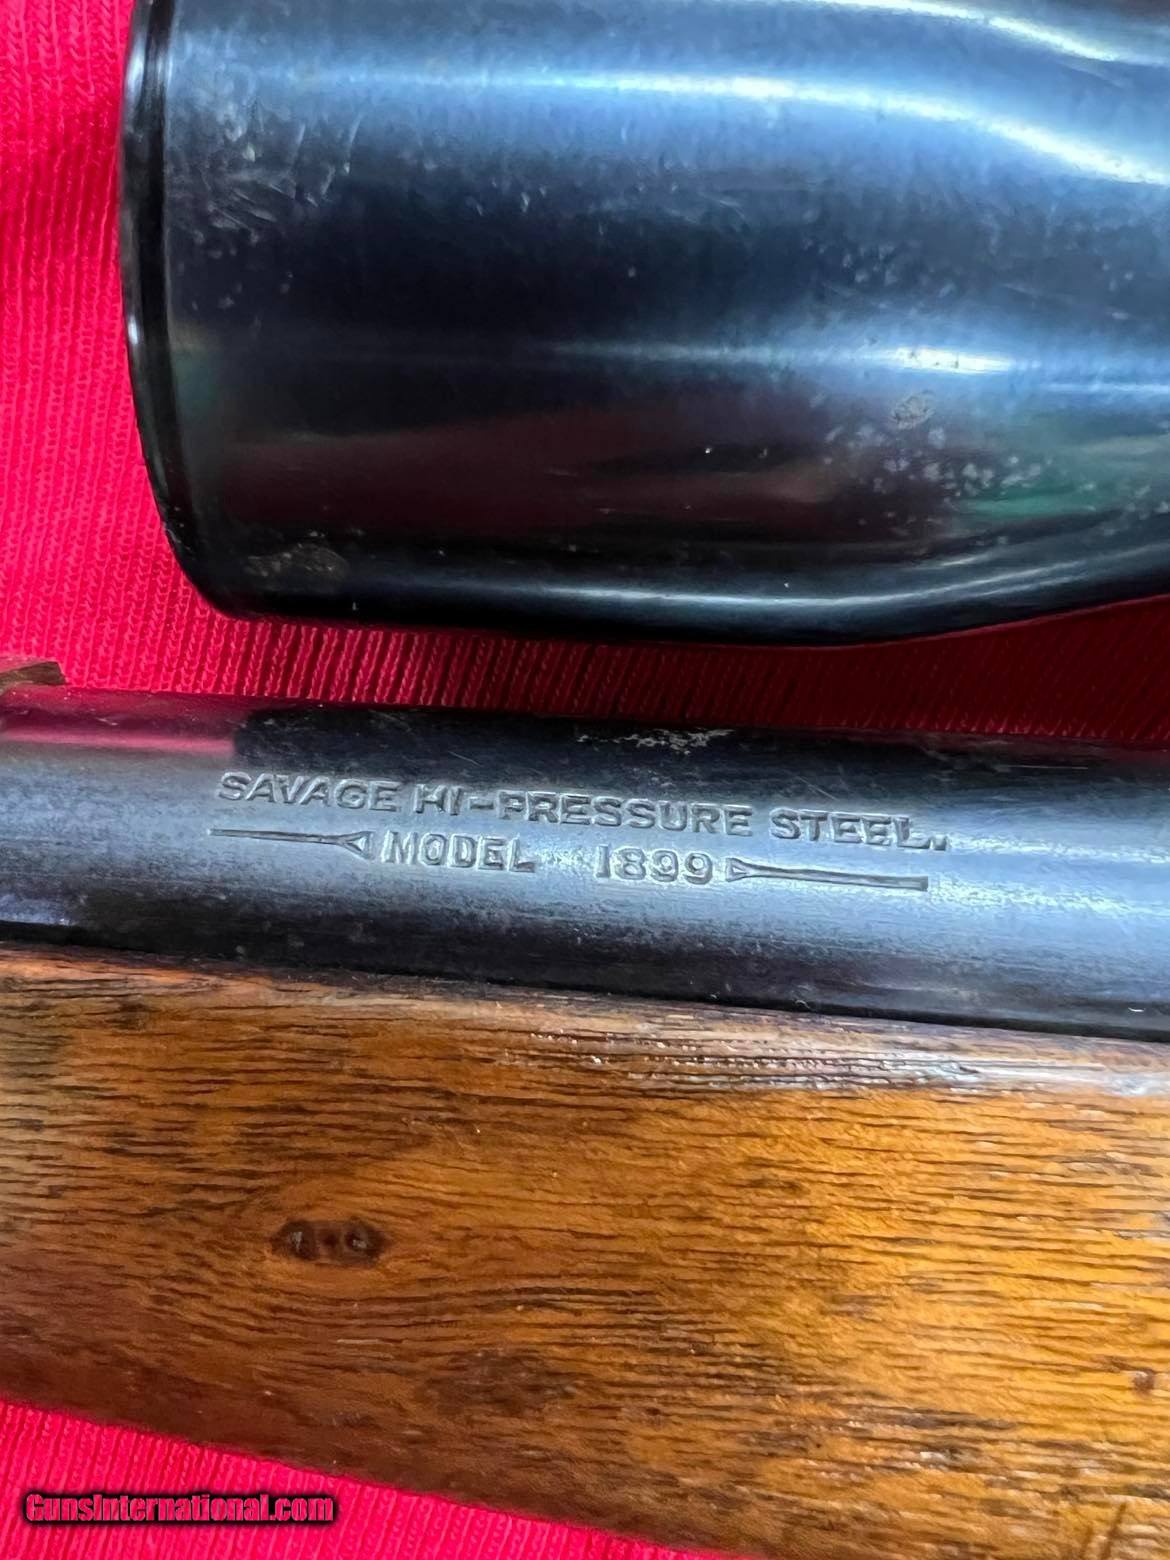 SAVAGE HI-PRESSURE STEEL.
MODEL 1899
GunsInternational.com